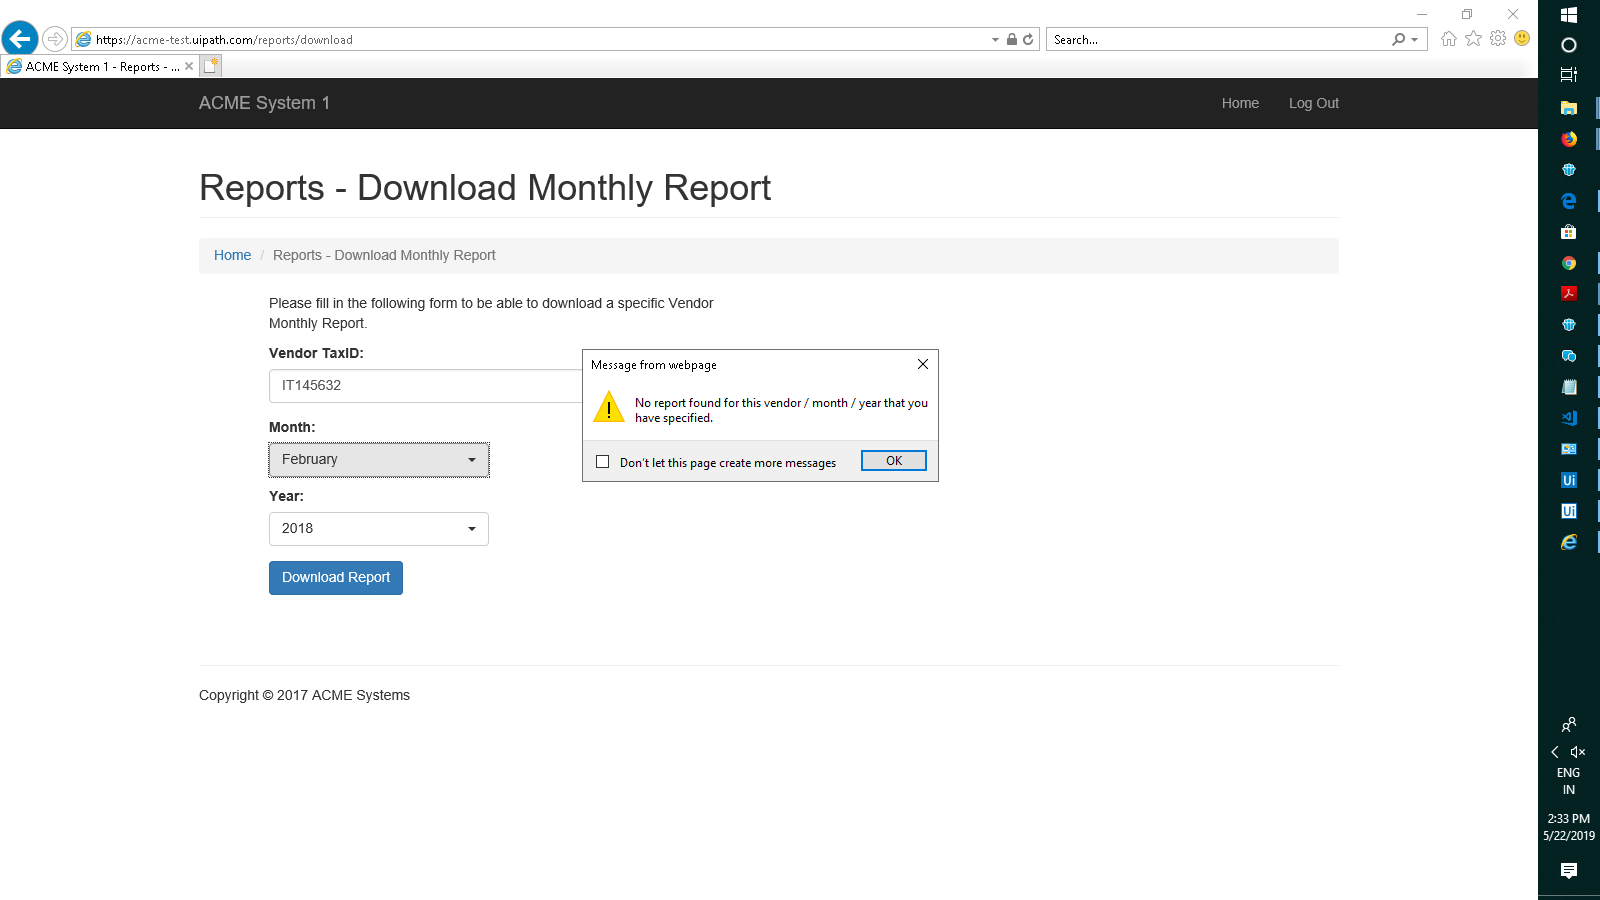 https://acme-test.uipath.com/reports/download
Search...
ACME System 1 - Reports - ...
ACME System 1
Home
Log Out
Reports - Download Monthly Report
Home / Reports - Download Monthly Report
Please fill in the following form to be able to download a specific Vendor
Monthly Report.
Vendor TaxID:
IT145632
Month:
February
Year:
2018
Download Report
Message from webpage
No report found for this vendor / month / year that you
have specified.
Don't let this page create more messages
OK
Copyright © 2017 ACME Systems
Ui
Ui
ENG
IN
2:33 PM
5/22/2019